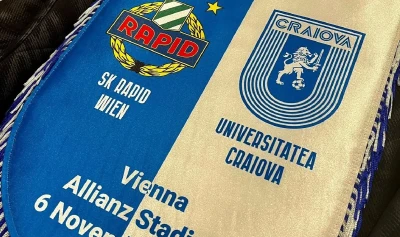 RAPID
SK RAPID
WIEN
CRAIOVA
UNIVERSITATEA
CRAIOVA
Vienna
Allianz Stadi
6 Novem